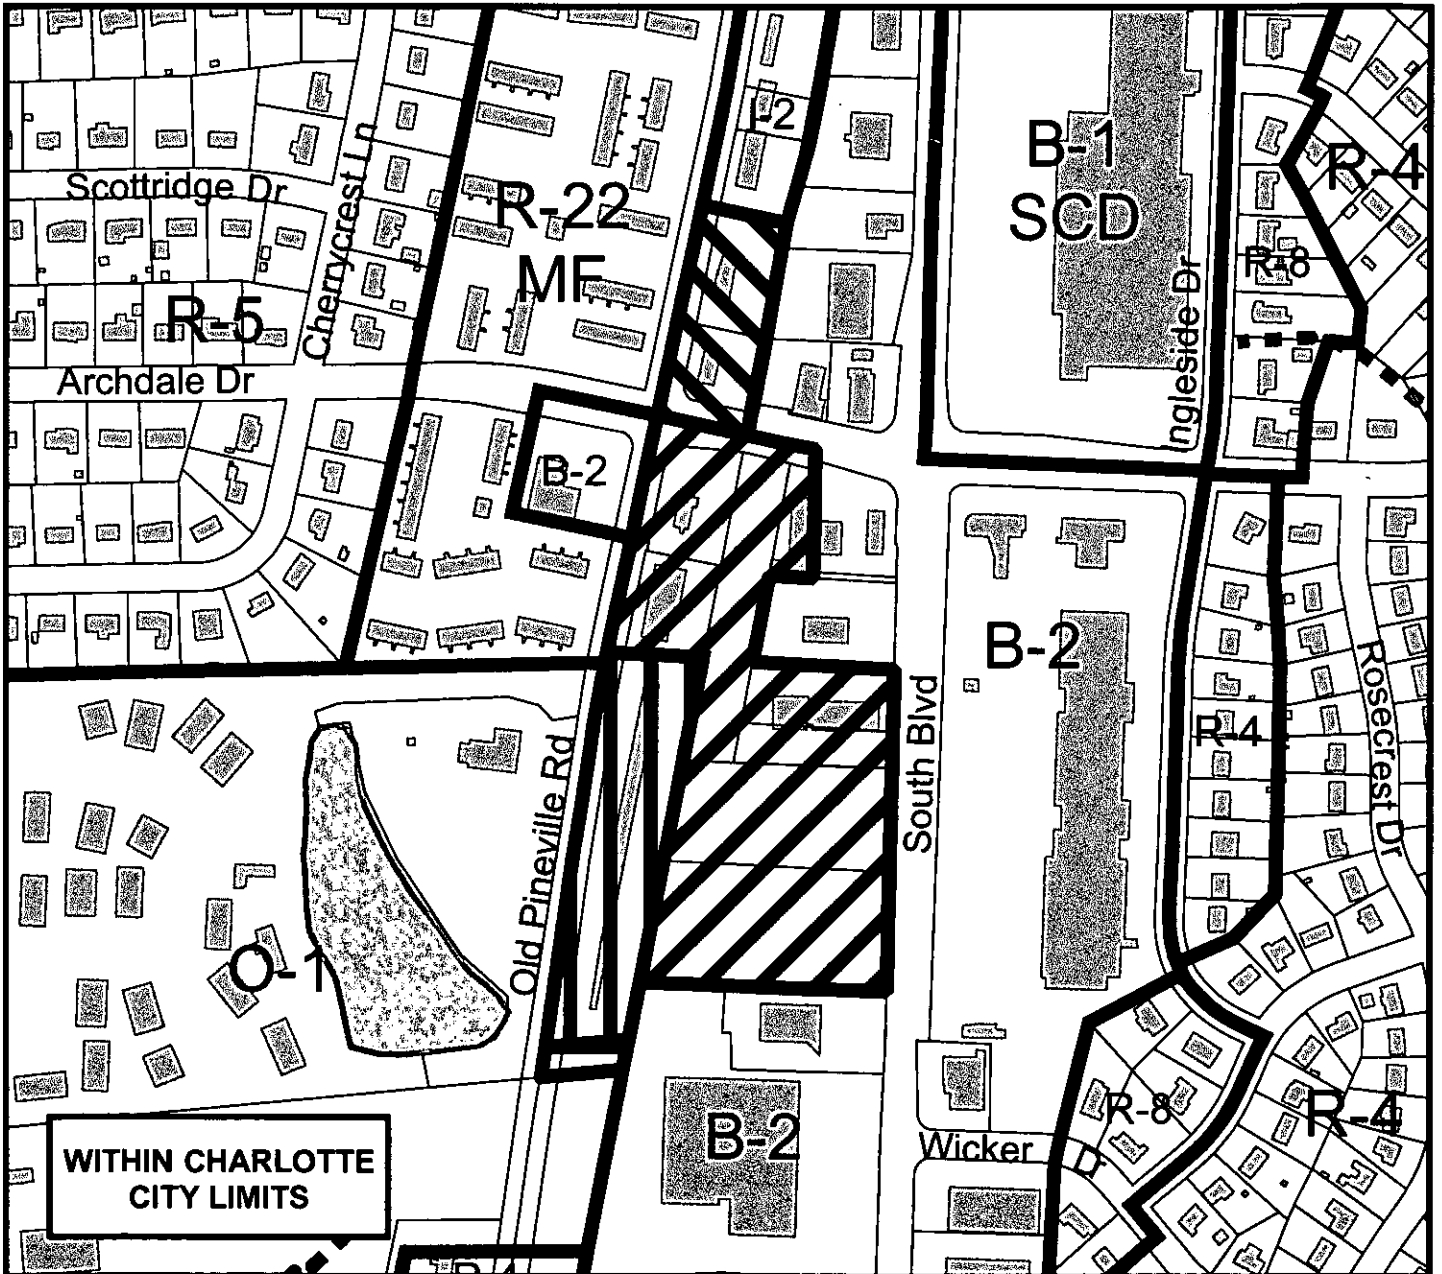 I-2
B-1
SCD
R-4
Scottridge Dr
Cherrycrest Ln
R-22
MF
R-8
R-5
Ingleside Dr
Archdale Dr
B-2
B-2
R-4
Rosecrest Dr
South Blvd
Old Pineville Rd
O-1
B-2
R-8
R-4
Wicker Dr
WITHIN CHARLOTTE
CITY LIMITS